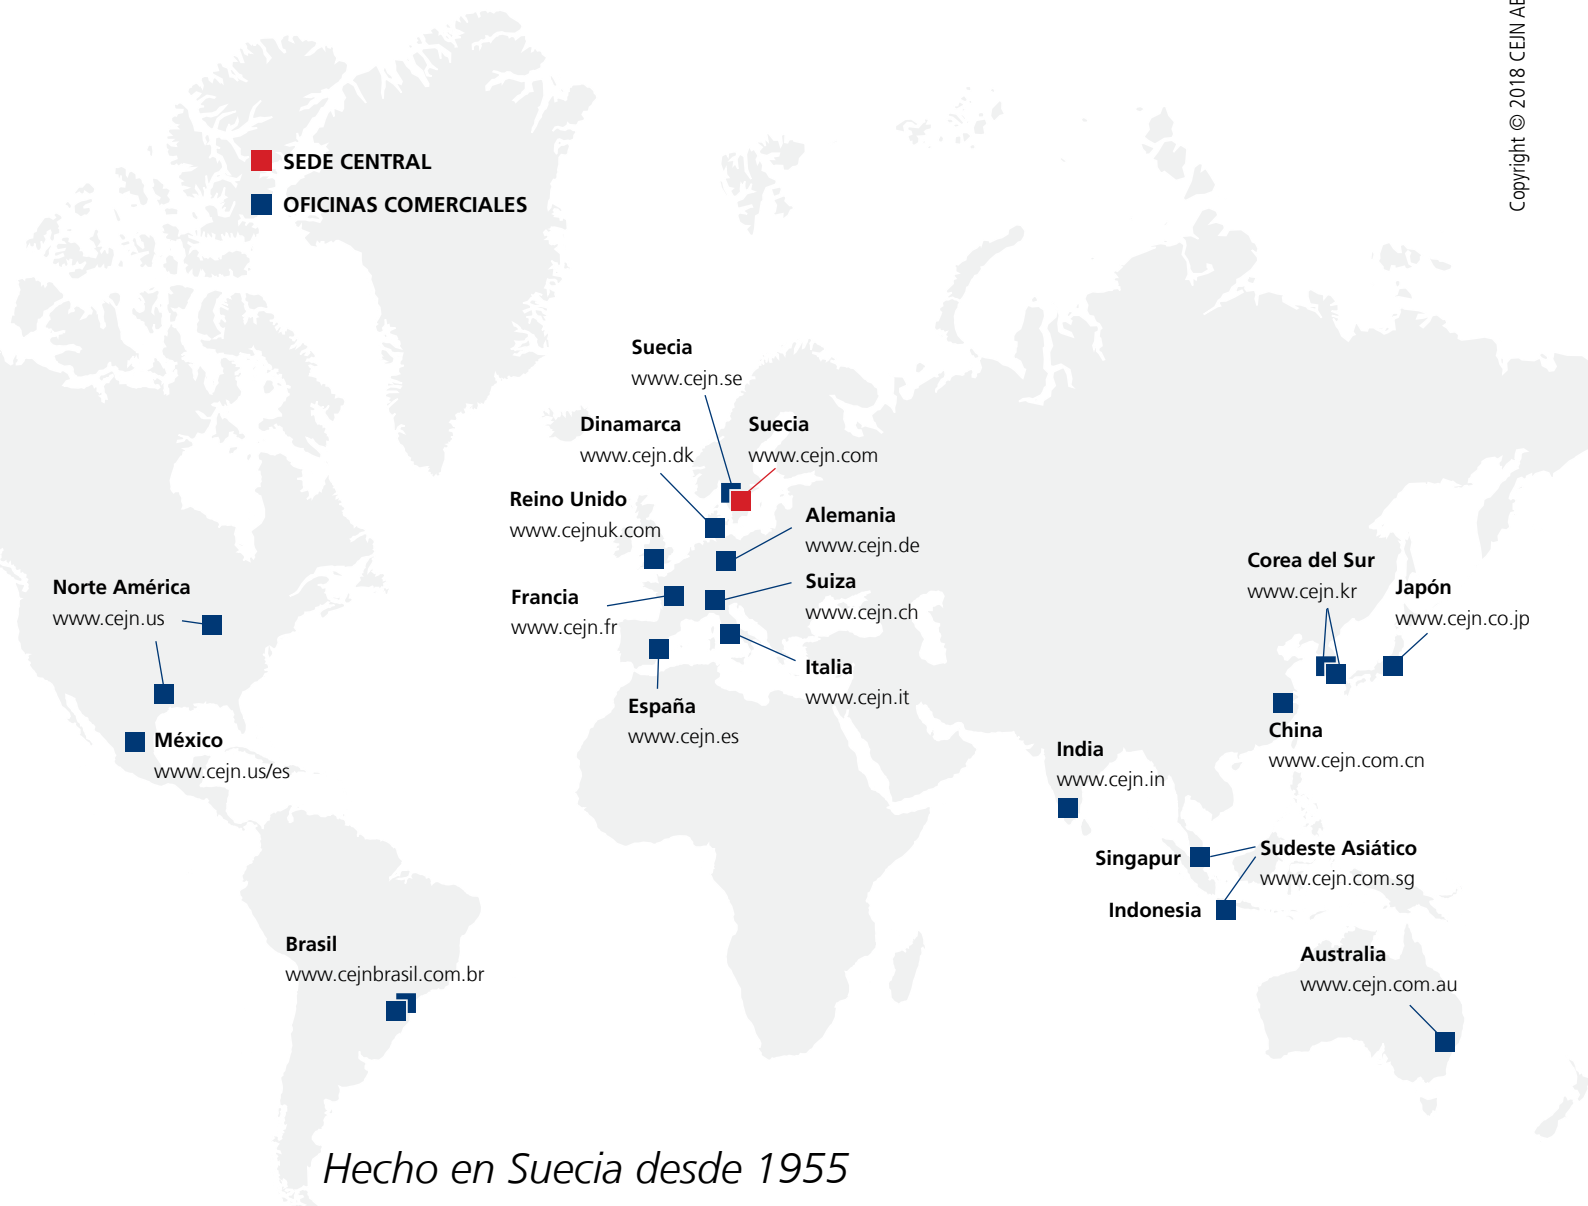 Copyright © 2018 CEJN AB
SEDE CENTRAL
OFICINAS COMERCIALES
Suecia
www.cejn.se
Dinamarca
www.cejn.dk
Suecia
www.cejn.com
Reino Unido
www.cejnuk.com
Alemania
www.cejn.de
Francia
www.cejn.fr
Suiza
www.cejn.ch
Italia
www.cejn.it
España
www.cejn.es
Norte América
www.cejn.us
México
www.cejn.us/es
Brasil
www.cejnbrasil.com.br
Corea del Sur
www.cejn.kr
Japón
www.cejn.co.jp
China
www.cejn.com.cn
India
www.cejn.in
Singapur
Sudeste Asiático
www.cejn.com.sg
Indonesia
Australia
www.cejn.com.au
Hecho en Suecia desde 1955